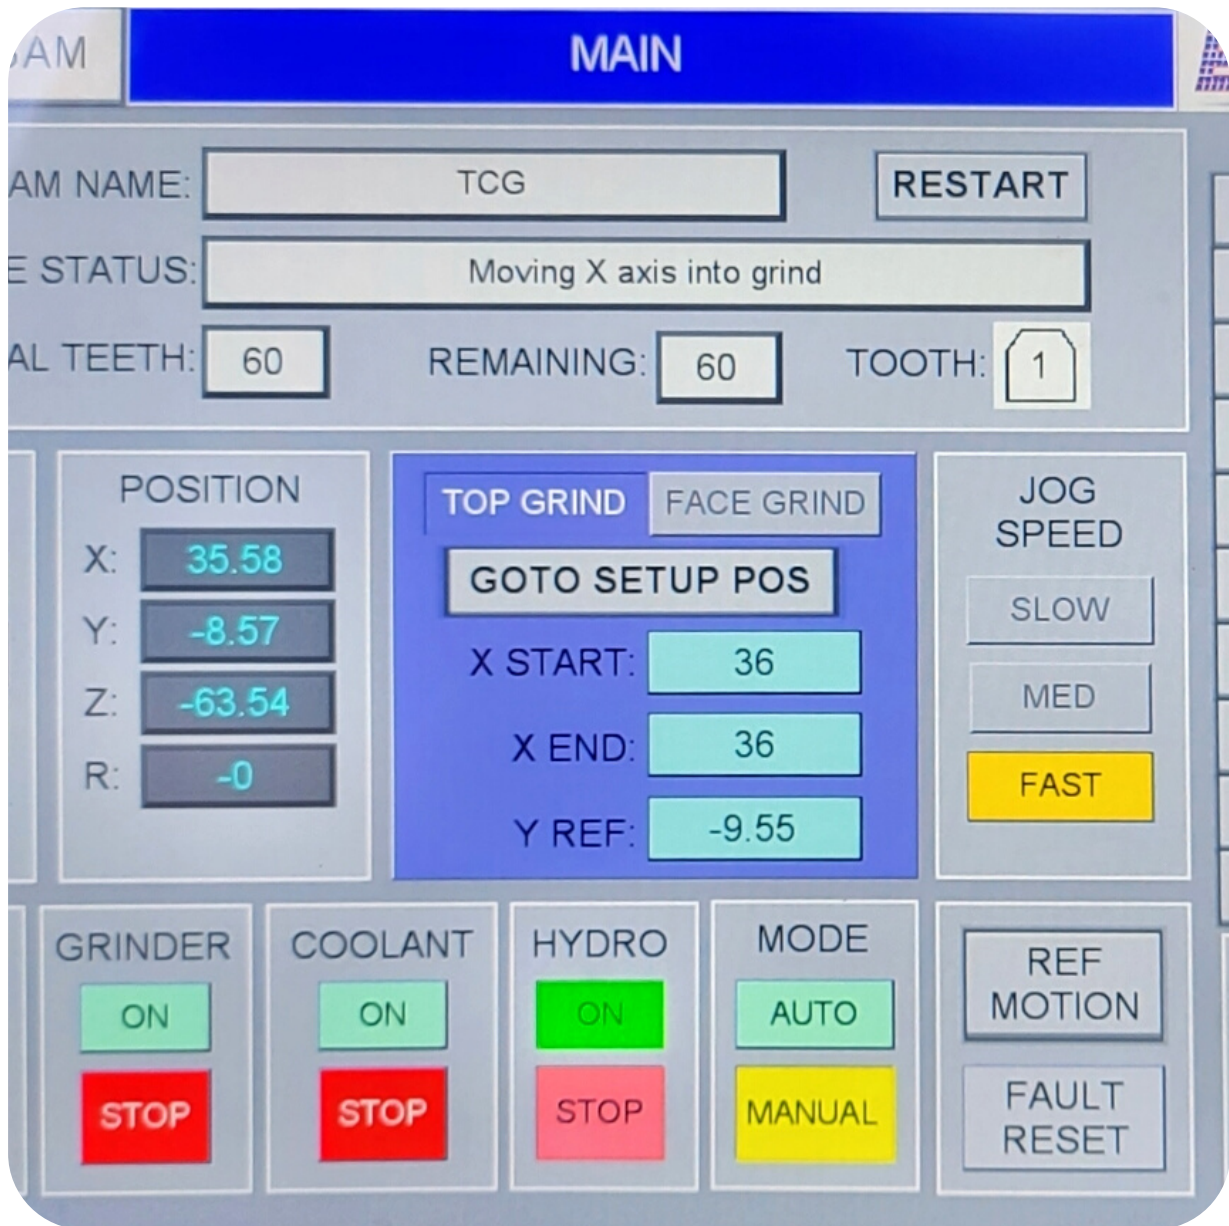 AM
MAIN
AM NAME: TCG RESTART
E STATUS: Moving X axis into grind
AL TEETH: 60 REMAINING: 60 TOOTH: 1
POSITION
X: 35.58
Y: -8.57
Z: -63.54
R: -0
TOP GRIND FACE GRIND
GOTO SETUP POS
X START: 36
X END: 36
Y REF: -9.55
JOG
SPEED
SLOW
MED
FAST
GRINDER
ON
STOP
COOLANT
ON
STOP
HYDRO
ON
STOP
MODE
AUTO
MANUAL
REF
MOTION
FAULT
RESET